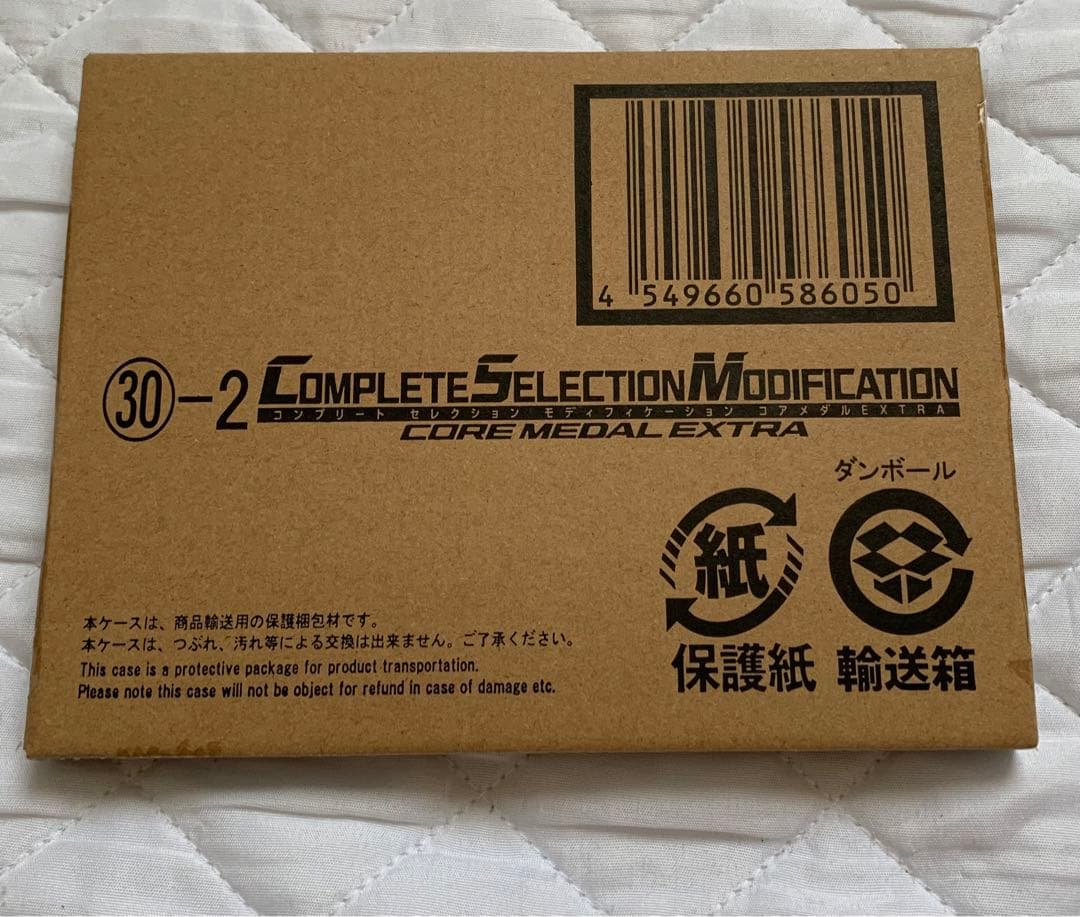 4 549660 586050
㉚-2 COMPLETE SELECTION MODIFICATION
コンプリート セレクション モディフィケーション コアメダルEXTRA
CORE MEDAL EXTRA
ダンボール
紙
保護紙 輸送箱
本ケースは、商品輸送用の保護梱包材です。
本ケースは、つぶれ、汚れ等による交換は出来ません。ご了承ください。
This case is a protective package for product transportation.
Please note this case will not be object for refund in case of damage etc.